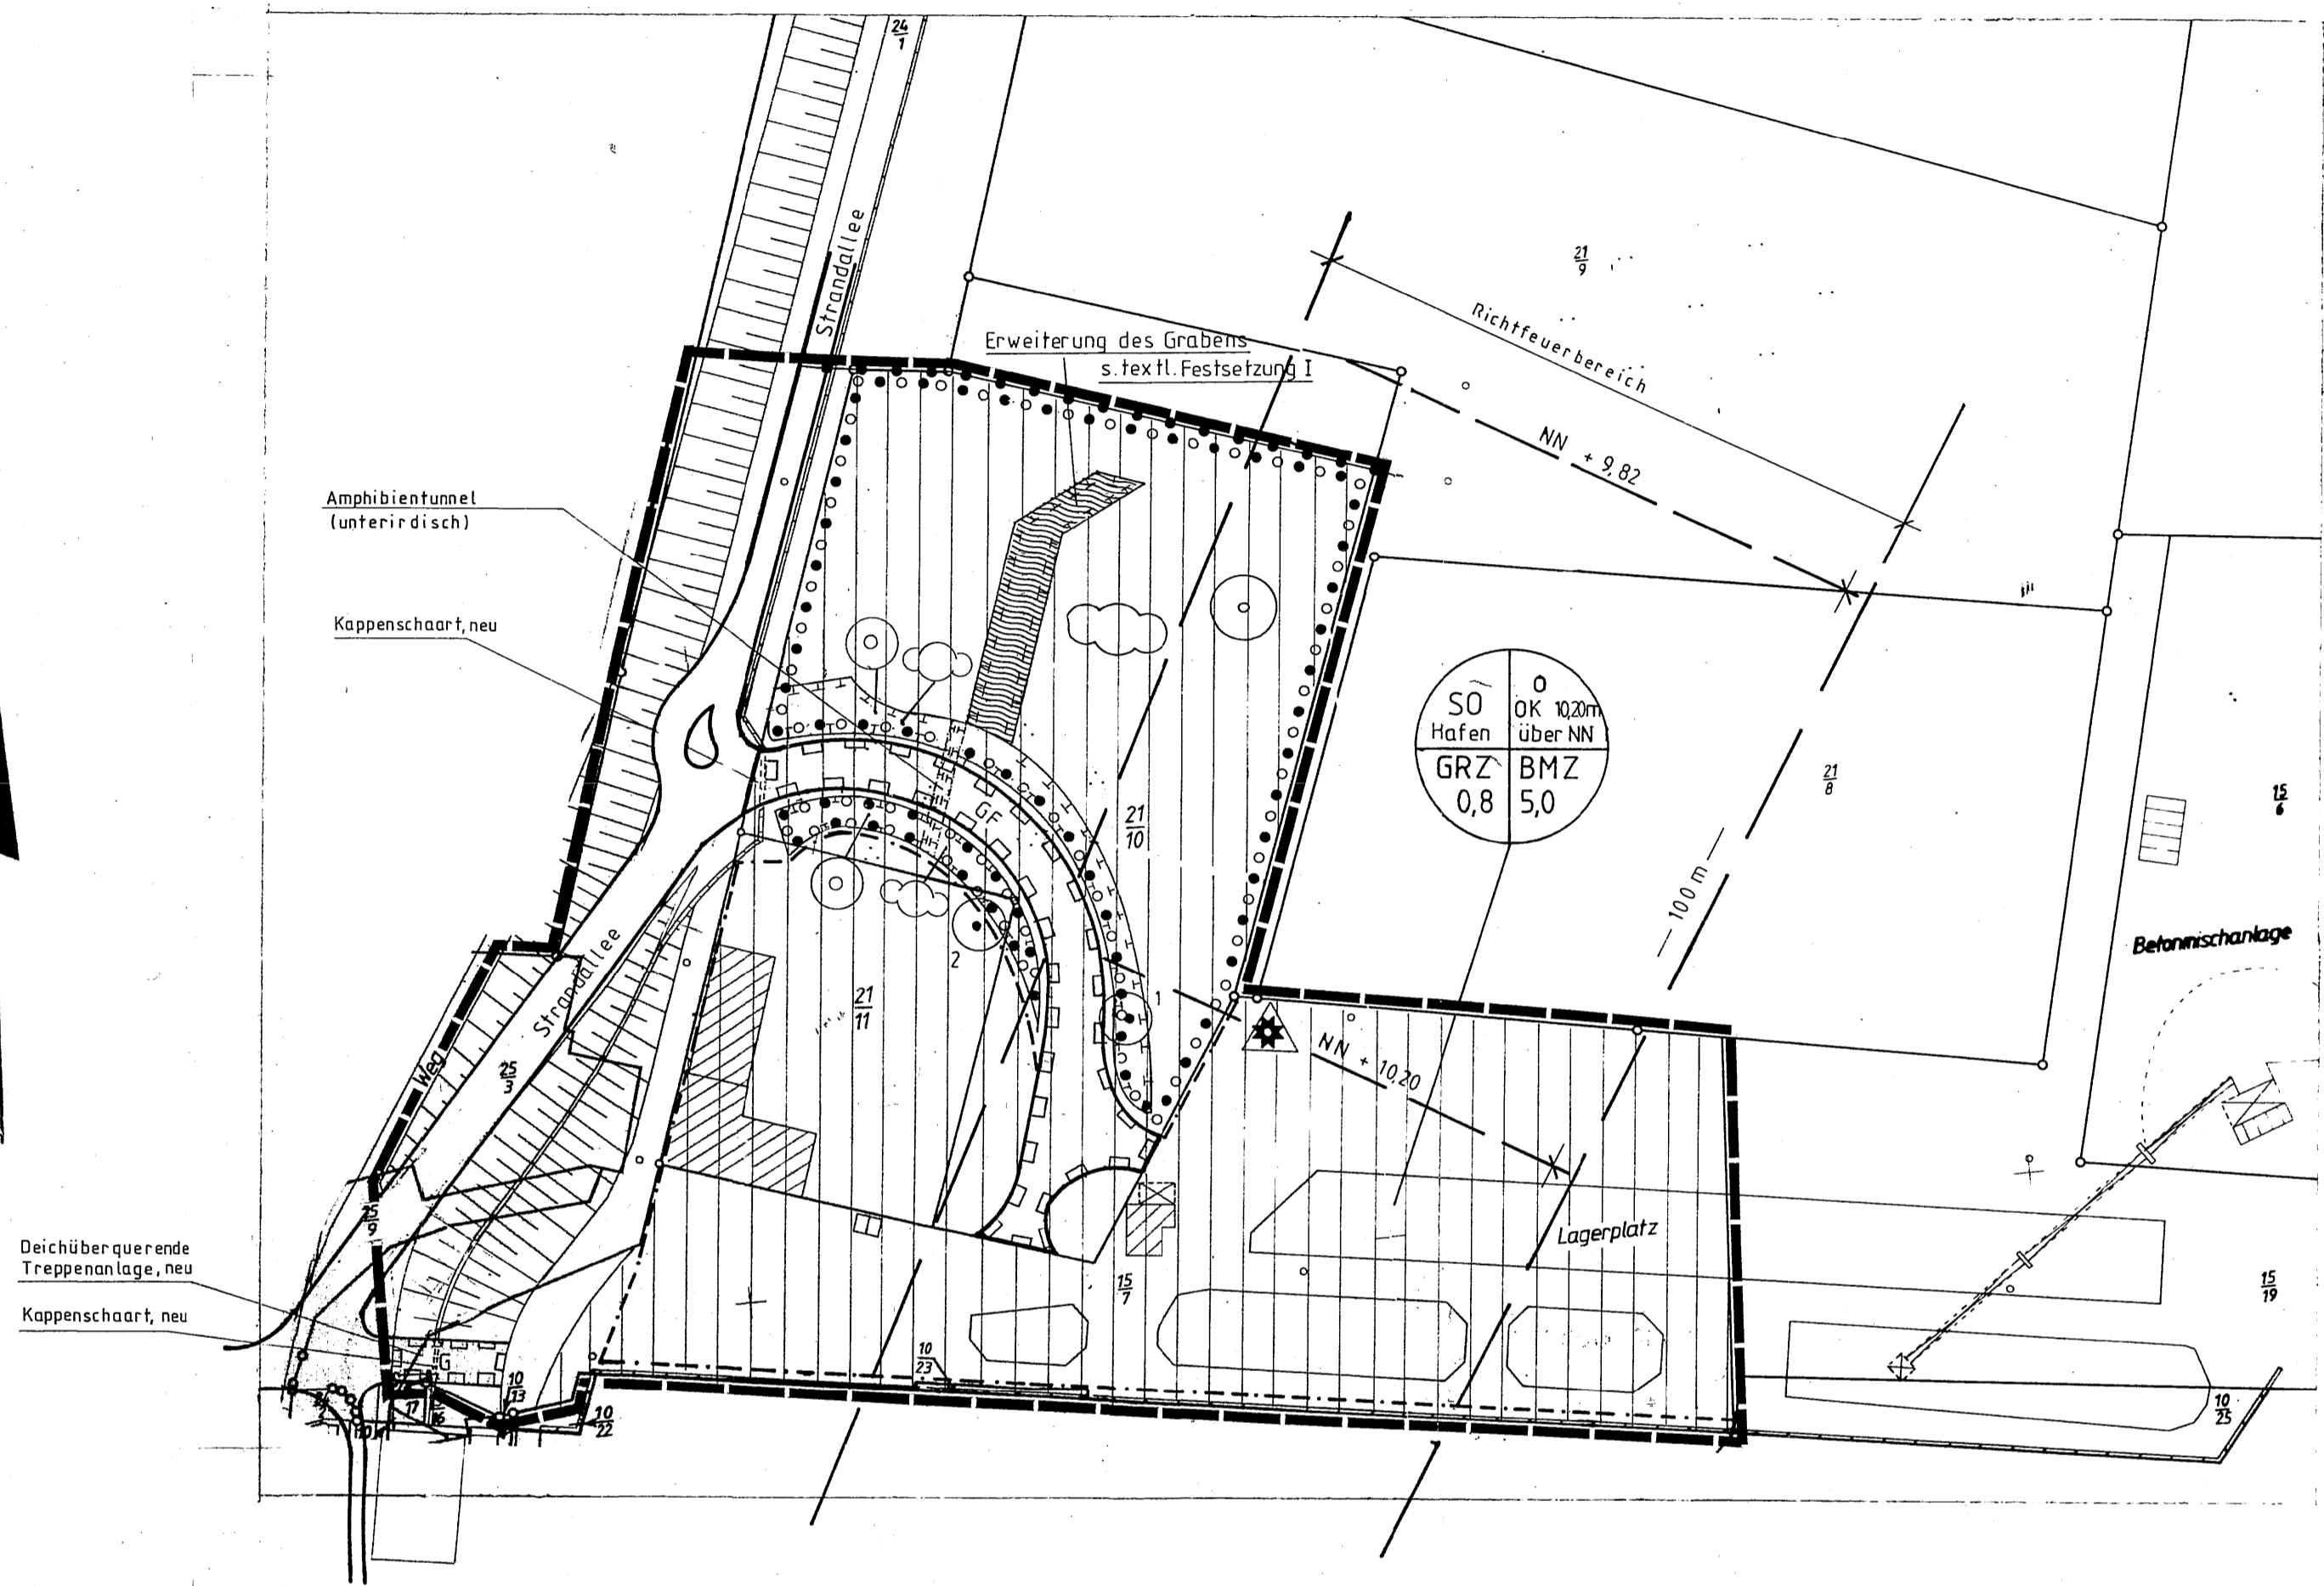 24
1
Strandallee
21
9
Richtfeuerbereich
Erweiterung des Grabens
s.textl. Festsetzung I
NN + 9,82
Amphibientunnel
(unterirdisch)
Kappenschaart, neu
SO
Hafen
O
OK 10,20m
über NN
GRZ
0,8
BMZ
5,0
21
8
15
6
GF
21
10
100 m
Betonmischanlage
2
21
11
1
Strandallee
Weg
25
3
NN + 10,20
25
9
Lagerplatz
Deichüberquerende
Treppenanlage, neu
Kappenschaart, neu
15
7
15
19
G
10
23
10
13
17
16
10
22
10
25